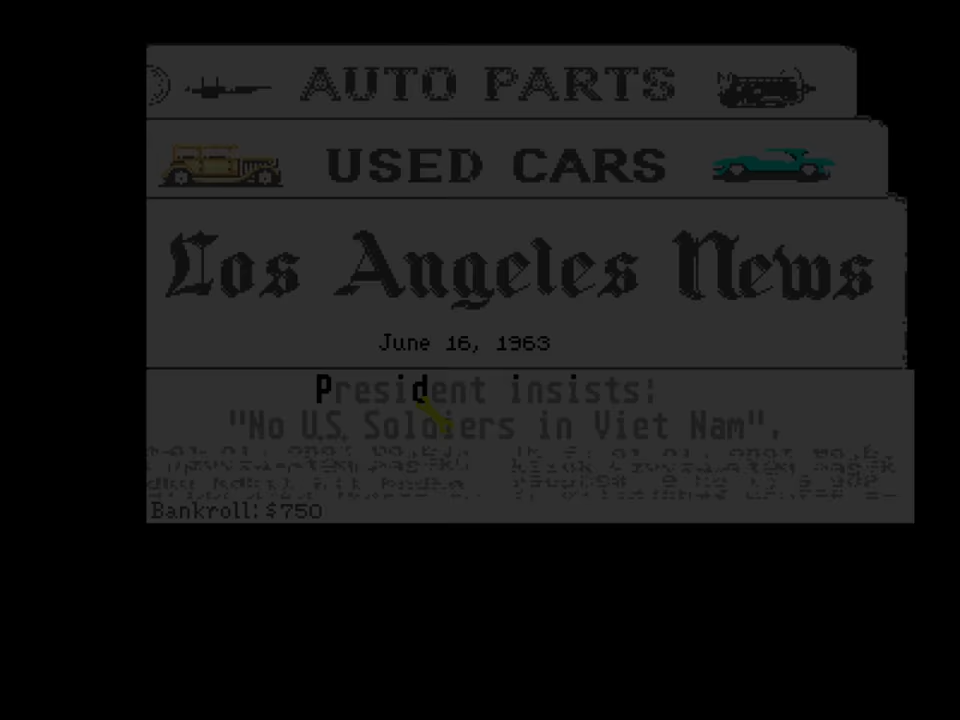 AUTO PARTS
USED CARS
Los Angeles News
June 16, 1963
President insists:
"No U.S. Soldiers in Viet Nam".
Bankroll: $750